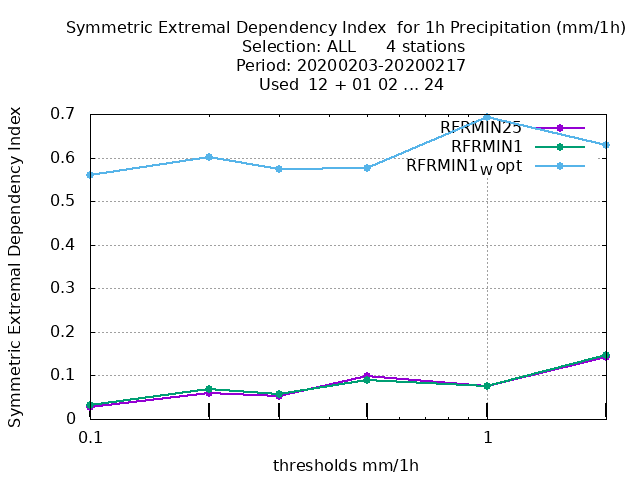 Symmetric Extremal Dependency Index  for 1h Precipitation (mm/1h)
Selection: ALL      4 stations
Period: 20200203-20200217
Used  12 + 01 02 ... 24
Symmetric Extremal Dependency Index
0.7
0.6
0.5
0.4
0.3
0.2
0.1
0
RFRMIN25
RFRMIN1
RFRMIN1W opt
0.1 1
thresholds mm/1h